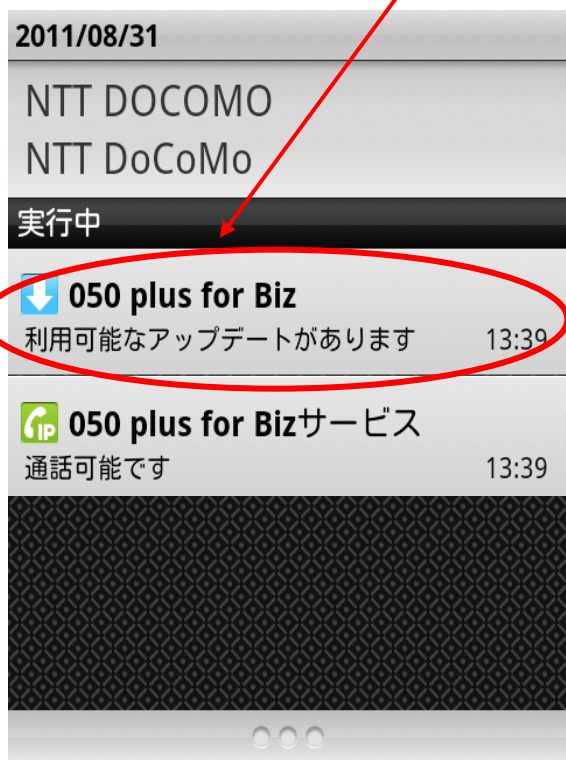 2011/08/31
NTT DOCOMO
NTT DoCoMo
実行中
050 plus for Biz
利用可能なアップデートがあります 13:39
IP 050 plus for Bizサービス
通話可能です 13:39